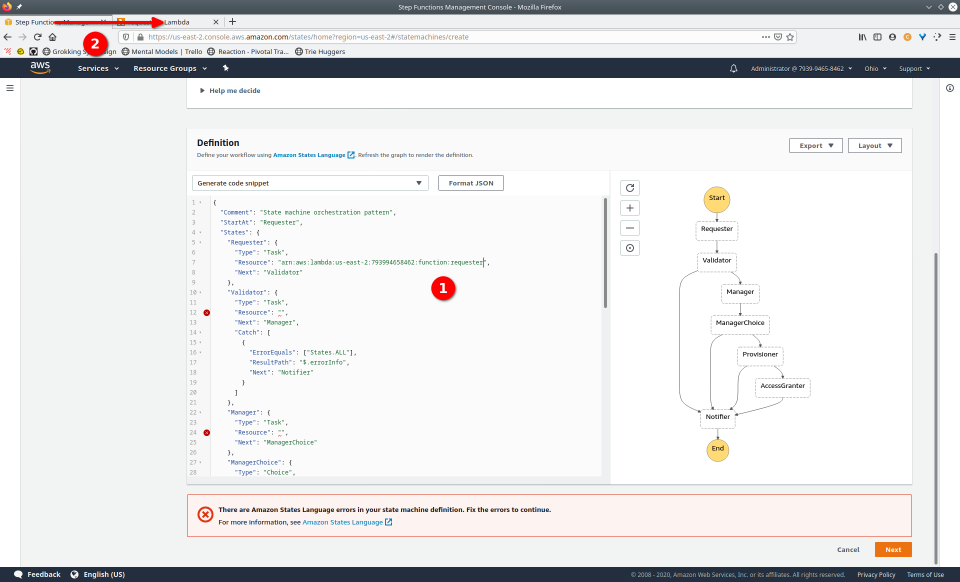 Step Functions Management Console - Mozilla Firefox
Step Func
Lambda
https://us-east-2.console.aws.amazon.com/states/home?region=us-east-2#/statemachines/create
2
Grokking
Mental Models | Trello
Reaction - Pivotal Tra...
Trie Huggers
aws
Services
Resource Groups
Administrator @ 7939-9465-8462
Ohio
Support
Help me decide
Definition
Define your workflow using Amazon States Language. Refresh the graph to render the definition.
Export
Layout
Generate code snippet
Format JSON
1 {
2 "Comment": "State machine orchestration pattern",
3 "StartAt": "Requester",
4 "States": {
5 "Requester": {
6 "Type": "Task",
7 "Resource": "arn:aws:lambda:us-east-2:793994658462:function:requester",
8 "Next": "Validator"
9 },
10 "Validator": {
11 "Type": "Task",
12 "Resource": "",
13 "Next": "Manager",
14 "Catch": [
15 {
16 "ErrorEquals": ["States.ALL"],
17 "ResultPath": "$.errorInfo",
18 "Next": "Notifier"
19 }
20 ]
21 },
22 "Manager": {
23 "Type": "Task",
24 "Resource": "",
25 "Next": "ManagerChoice"
26 },
27 "ManagerChoice": {
28 "Type": "Choice",
1
Start
Requester
Validator
Manager
ManagerChoice
Provisioner
AccessGranter
Notifier
End
There are Amazon States Language errors in your state machine definition. Fix the errors to continue.
For more information, see Amazon States Language
Cancel
Next
Feedback
English (US)
© 2008 - 2020, Amazon Web Services, Inc. or its affiliates. All rights reserved.
Privacy Policy
Terms of Use